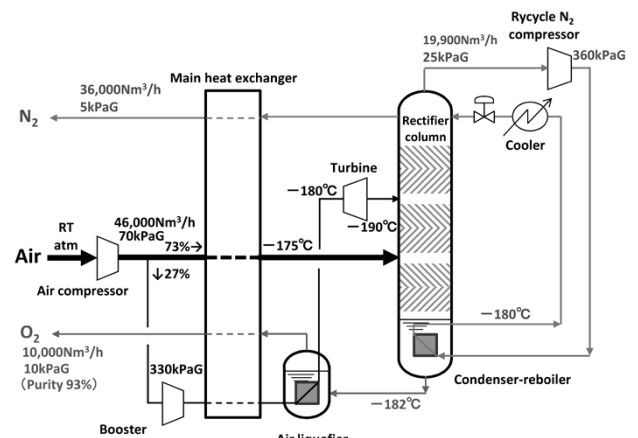 Rycycle N₂
compressor
19,900Nm³/h
25kPaG
360kPaG
36,000Nm³/h
5kPaG
Main heat exchanger
N₂
Rectifier
column
Cooler
Turbine
－180℃
－190℃
RT
atm
46,000Nm³/h
70kPaG
73%→
－175℃
Air
↓27%
Air compressor
－180℃
O₂
10,000Nm³/h
10kPaG
（Purity 93%）
330kPaG
Condenser-reboiler
－182℃
Booster
Air liquefier